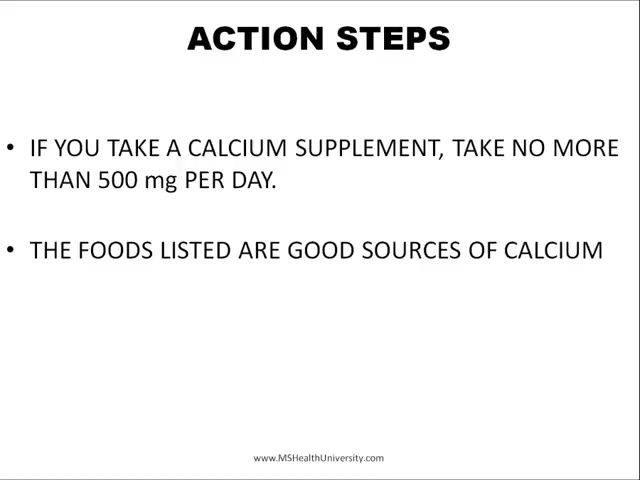 ACTION STEPS
• IF YOU TAKE A CALCIUM SUPPLEMENT, TAKE NO MORE
THAN 500 mg PER DAY.
• THE FOODS LISTED ARE GOOD SOURCES OF CALCIUM
www.MSHealthUniversity.com